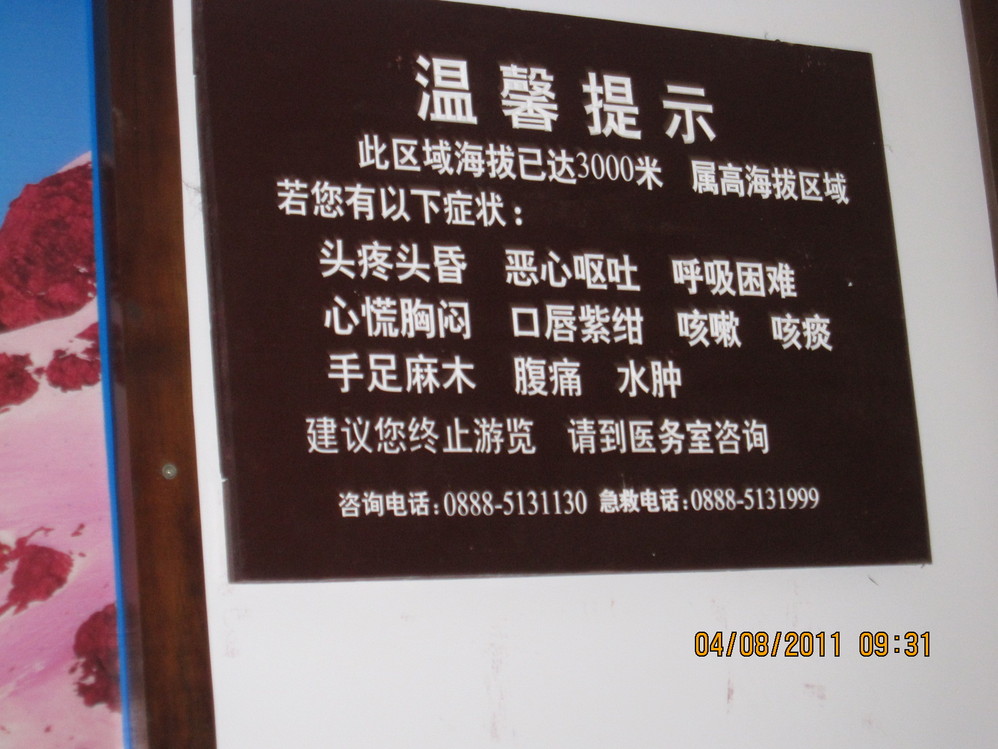 温馨提示
此区域海拔已达3000米 属高海拔区域
若您有以下症状：
头疼头昏 恶心呕吐 呼吸困难
心慌胸闷 口唇紫绀 咳嗽 咳痰
手足麻木 腹痛 水肿
建议您终止游览 请到医务室咨询
咨询电话：0888-5131130 急救电话：0888-5131999
04/08/2011 09:31